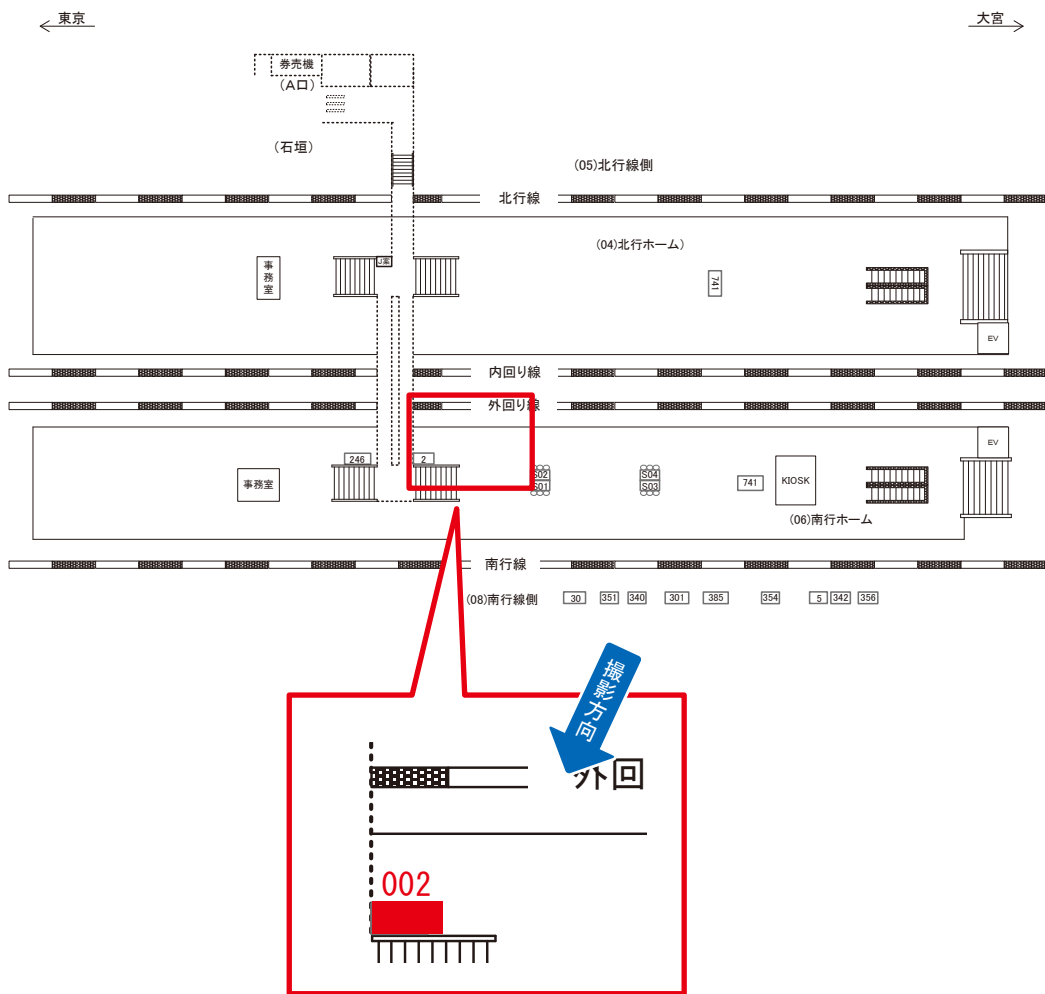 東京
大宮
券売機
(A口)
(石垣)
(05)北行線側
北行線
(04)北行ホーム)
事務室
J案
741
EV
内回り線
外回り線
EV
246
2
事務室
S02
S01
S04
S03
741
KIOSK
(06)南行ホーム
南行線
(08)南行線側
30
351
340
301
385
354
5
342
356
撮影方向
外回
002